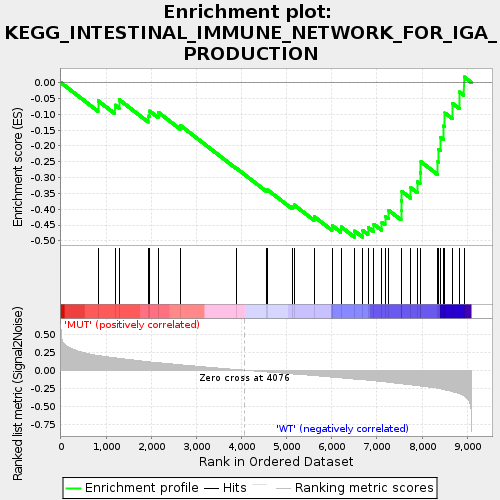 Enrichment plot:
KEGG_INTESTINAL_IMMUNE_NETWORK_FOR_IGA_
PRODUCTION
Enrichment score (ES)
0.00
-0.05
-0.10
-0.15
-0.20
-0.25
-0.30
-0.35
-0.40
-0.45
-0.50
'MUT' (positively correlated)
Ranked list metric (Signal2Noise)
0.50
0.25
0.00
-0.25
-0.50
-0.75
Zero cross at 4076
'WT' (negatively correlated)
0 1,000 2,000 3,000 4,000 5,000 6,000 7,000 8,000 9,000
Rank in Ordered Dataset
Enrichment profile Hits Ranking metric scores